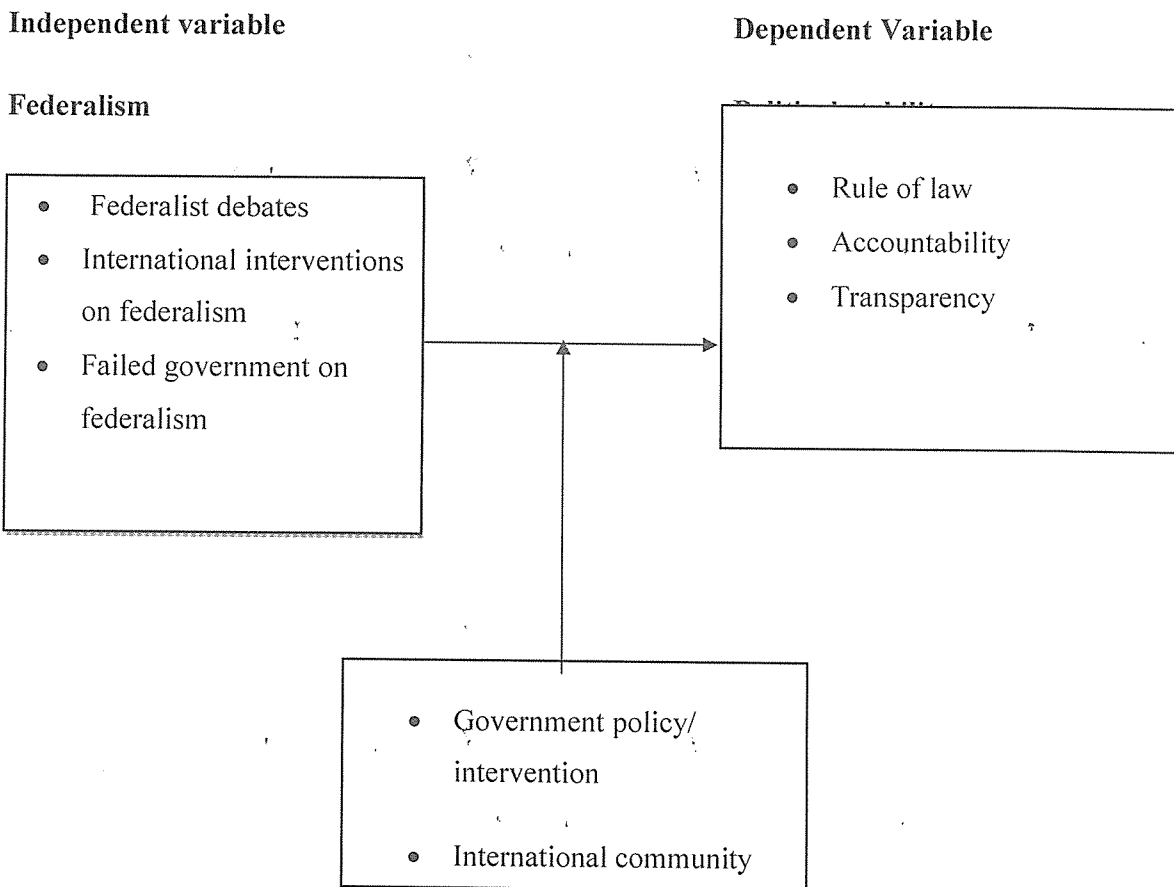 Independent variable
Dependent Variable
Federalism
• Federalist debates
• International interventions
on federalism
• Failed government on
federalism
• Rule of law
• Accountability
• Transparency
• Government policy/
intervention
• International community